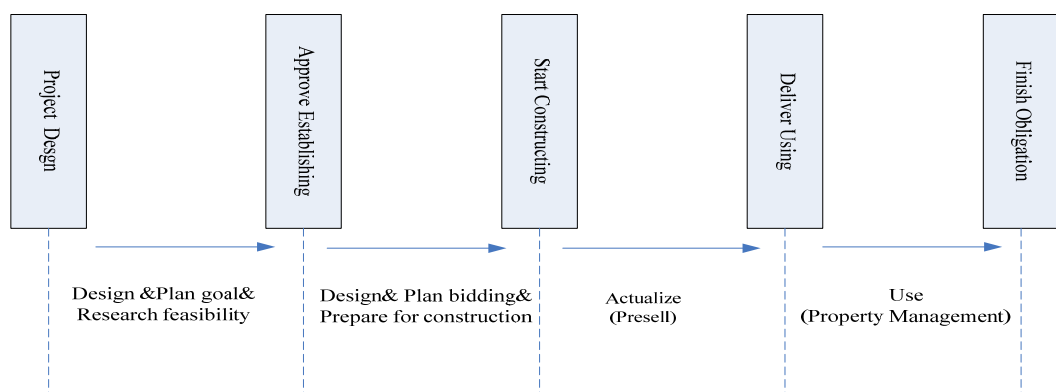 Project Desgn
Approve Establishing
Start Constructing
Deliver Using
Finish Obligation
Design &Plan goal&
Research feasibility
Design& Plan bidding&
Prepare for construction
Actualize
(Presell)
Use
(Property Management)